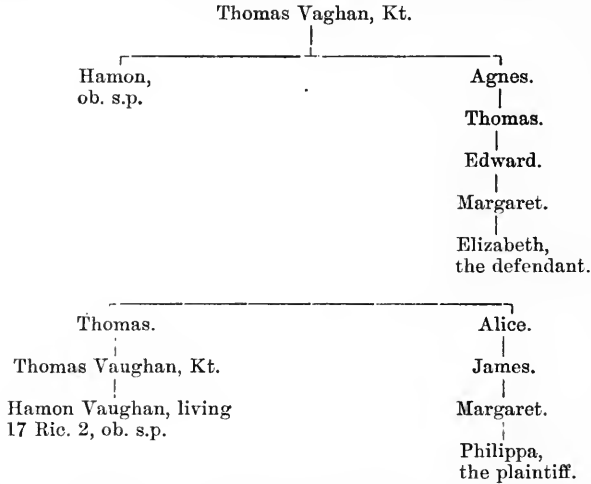 Thomas Vaghan, Kt.
Hamon,
ob. s.p.
Agnes.
Thomas.
Edward.
Margaret.
Elizabeth,
the defendant.
Thomas.
Thomas Vaughan, Kt.
Hamon Vaughan, living
17 Ric. 2, ob. s.p.
Alice.
James.
Margaret.
Philippa,
the plaintiff.